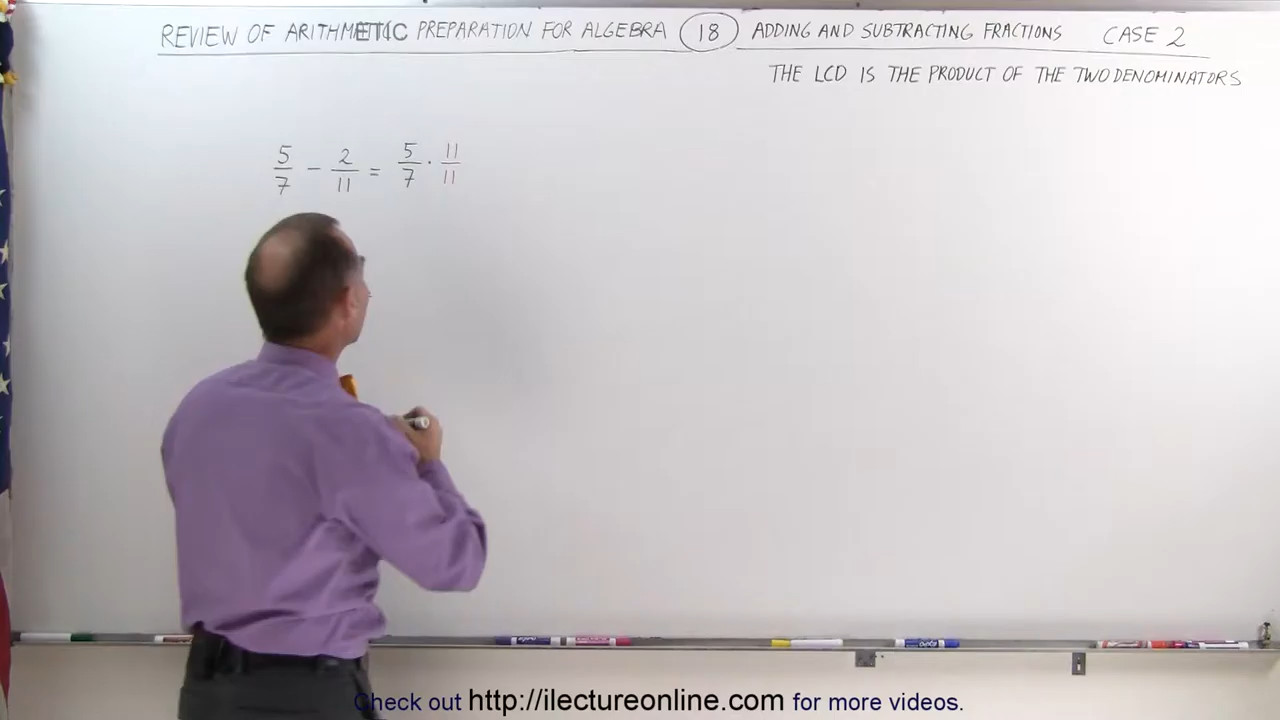 REVIEW OF ARITHMETIC PREPARATION FOR ALGEBRA 18 ADDING AND SUBTRACTING FRACTIONS CASE 2
THE LCD IS THE PRODUCT OF THE TWO DENOMINATORS
5/7 - 2/11 = 5/7 · 11/11
Check out http://ilectureonline.com for more videos.